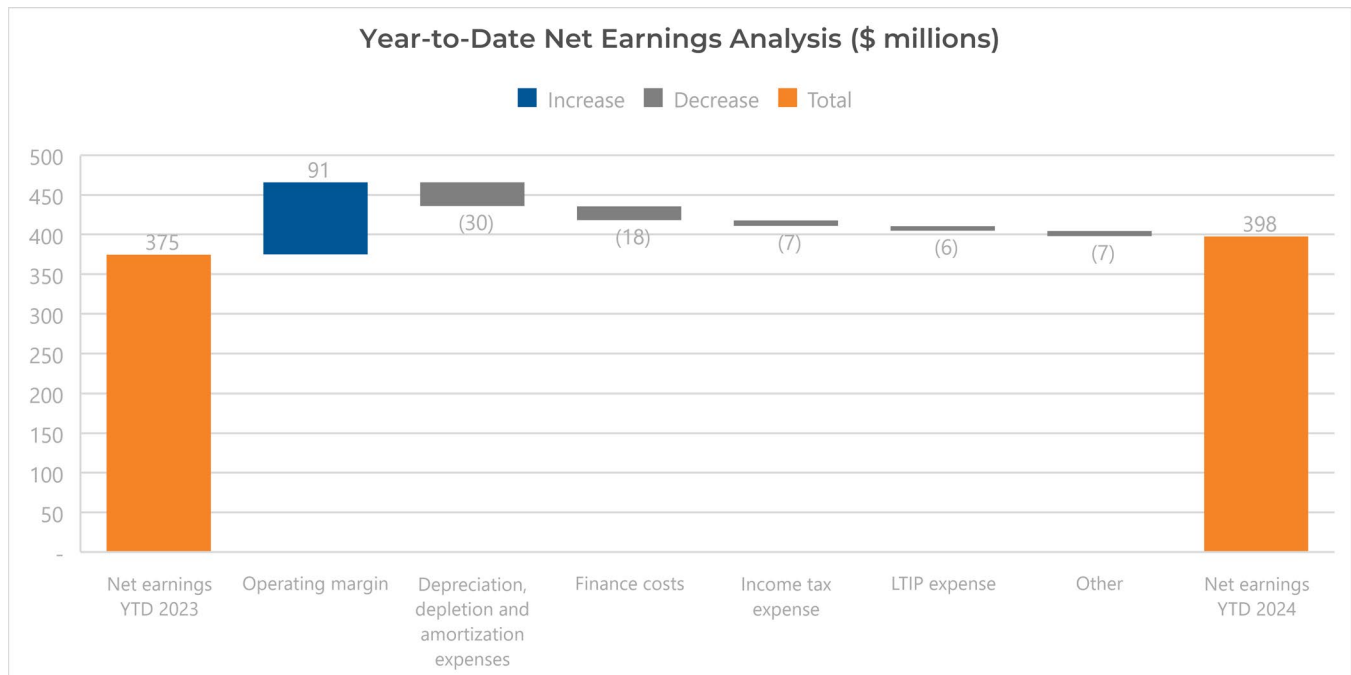 Year-to-Date Net Earnings Analysis ($ millions)
Increase Decrease Total
500
450
400
350
300
250
200
150
100
50
-
375
91
(30)
(18)
(7)
(6)
(7)
398
Net earnings
YTD 2023
Operating margin
Depreciation,
depletion and
amortization
expenses
Finance costs
Income tax
expense
LTIP expense
Other
Net earnings
YTD 2024